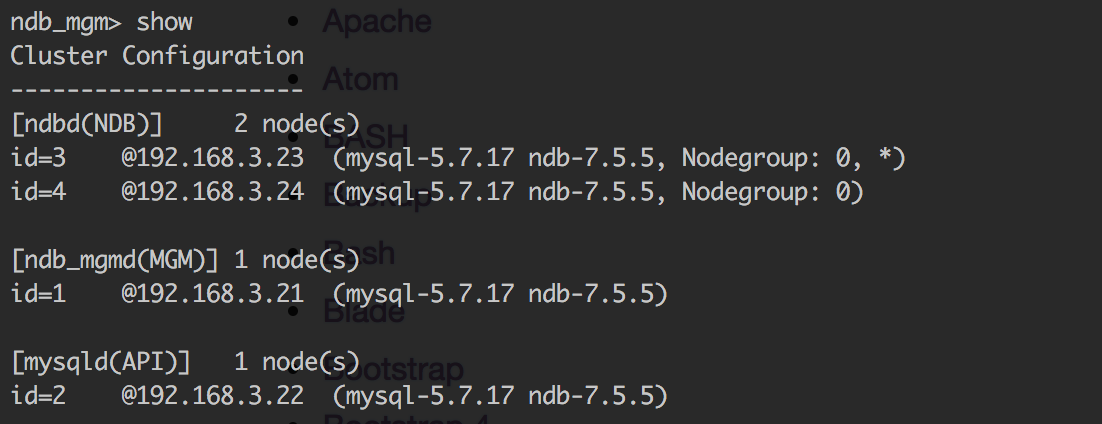 ndb_mgm> show
Cluster Configuration
---------------------
[ndbd(NDB)]     2 node(s)
id=3    @192.168.3.23  (mysql-5.7.17 ndb-7.5.5, Nodegroup: 0, *)
id=4    @192.168.3.24  (mysql-5.7.17 ndb-7.5.5, Nodegroup: 0)

[ndb_mgmd(MGM)] 1 node(s)
id=1    @192.168.3.21  (mysql-5.7.17 ndb-7.5.5)

[mysqld(API)]   1 node(s)
id=2    @192.168.3.22  (mysql-5.7.17 ndb-7.5.5)

• Apache
• Atom
• BASH
• Backup
• Bash
• Blade
• Bootstrap
• Bootstrap 4